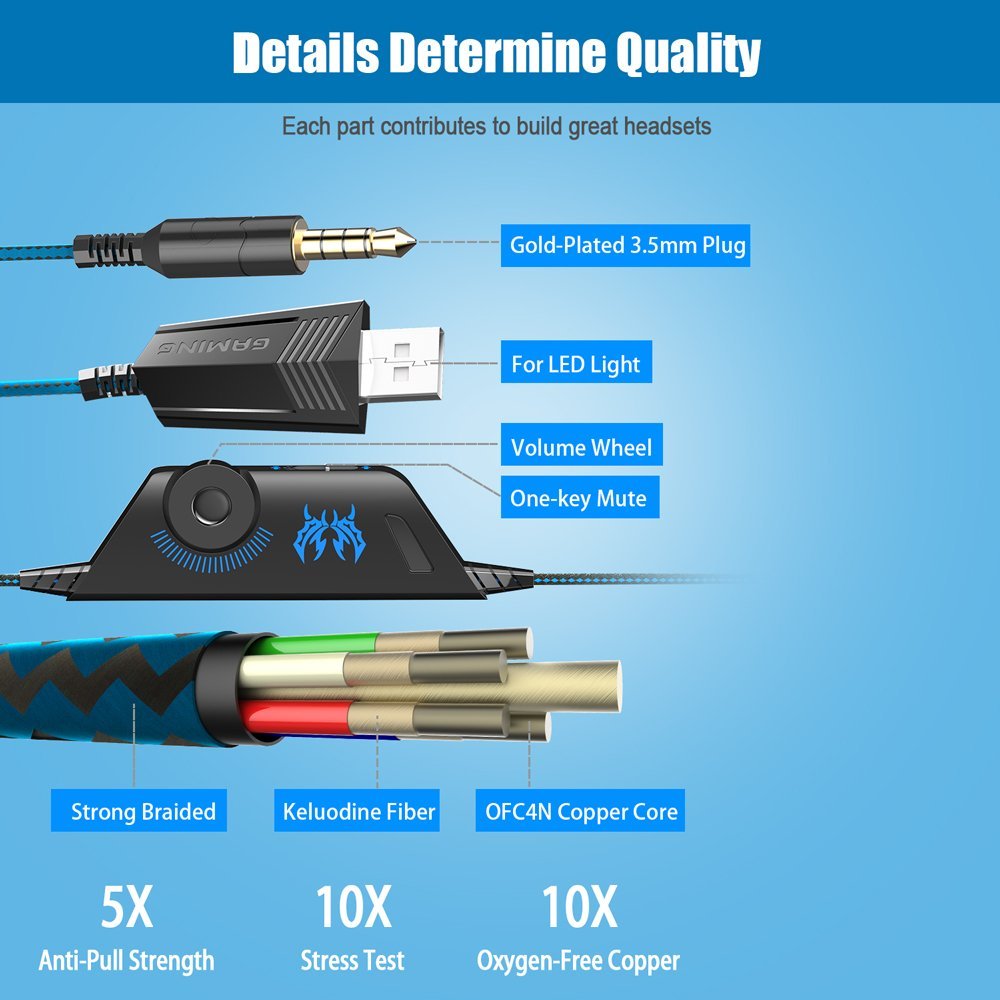 Details Determine Quality
Each part contributes to build great headsets
Gold-Plated 3.5mm Plug
GAMING
For LED Light
Volume Wheel
One-key Mute
Strong Braided
Keluodine Fiber
OFC4N Copper Core
5X
Anti-Pull Strength
10X
Stress Test
10X
Oxygen-Free Copper